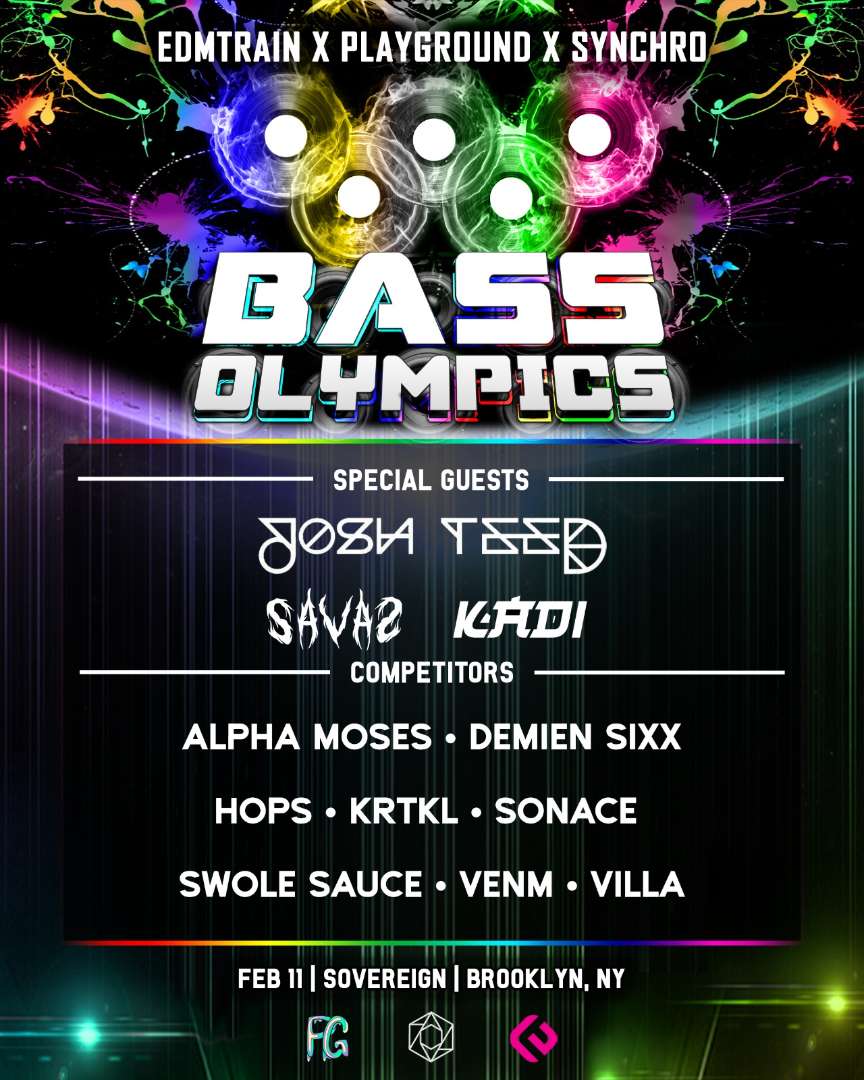 EDMTRAIN X PLAYGROUND X SYNCHRO
BASS
OLYMPICS
SPECIAL GUESTS
JOSH TEED
SAVAS KADI
COMPETITORS
ALPHA MOSES • DEMIEN SIXX
HOPS • KRTKL • SONACE
SWOLE SAUCE • VENM • VILLA
FEB 11 | SOVEREIGN | BROOKLYN, NY
FG